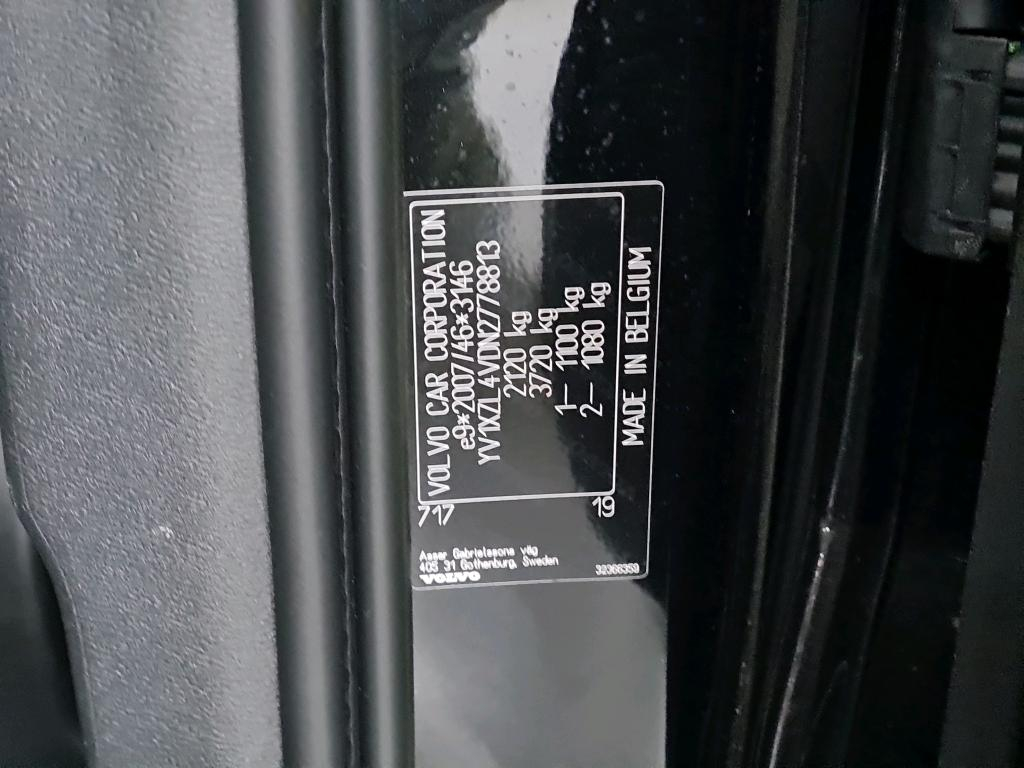 VOLVO CAR CORPORATION
e9*2007/46*3146
YV1XZL4VDN2778813
2120 kg
3720 kg
1- 1100 kg
2- 1080 kg
MADE IN BELGIUM
717
19
Assar Gabrielssons väg
405 31 Gothenburg, Sweden
VOLVO
32366359